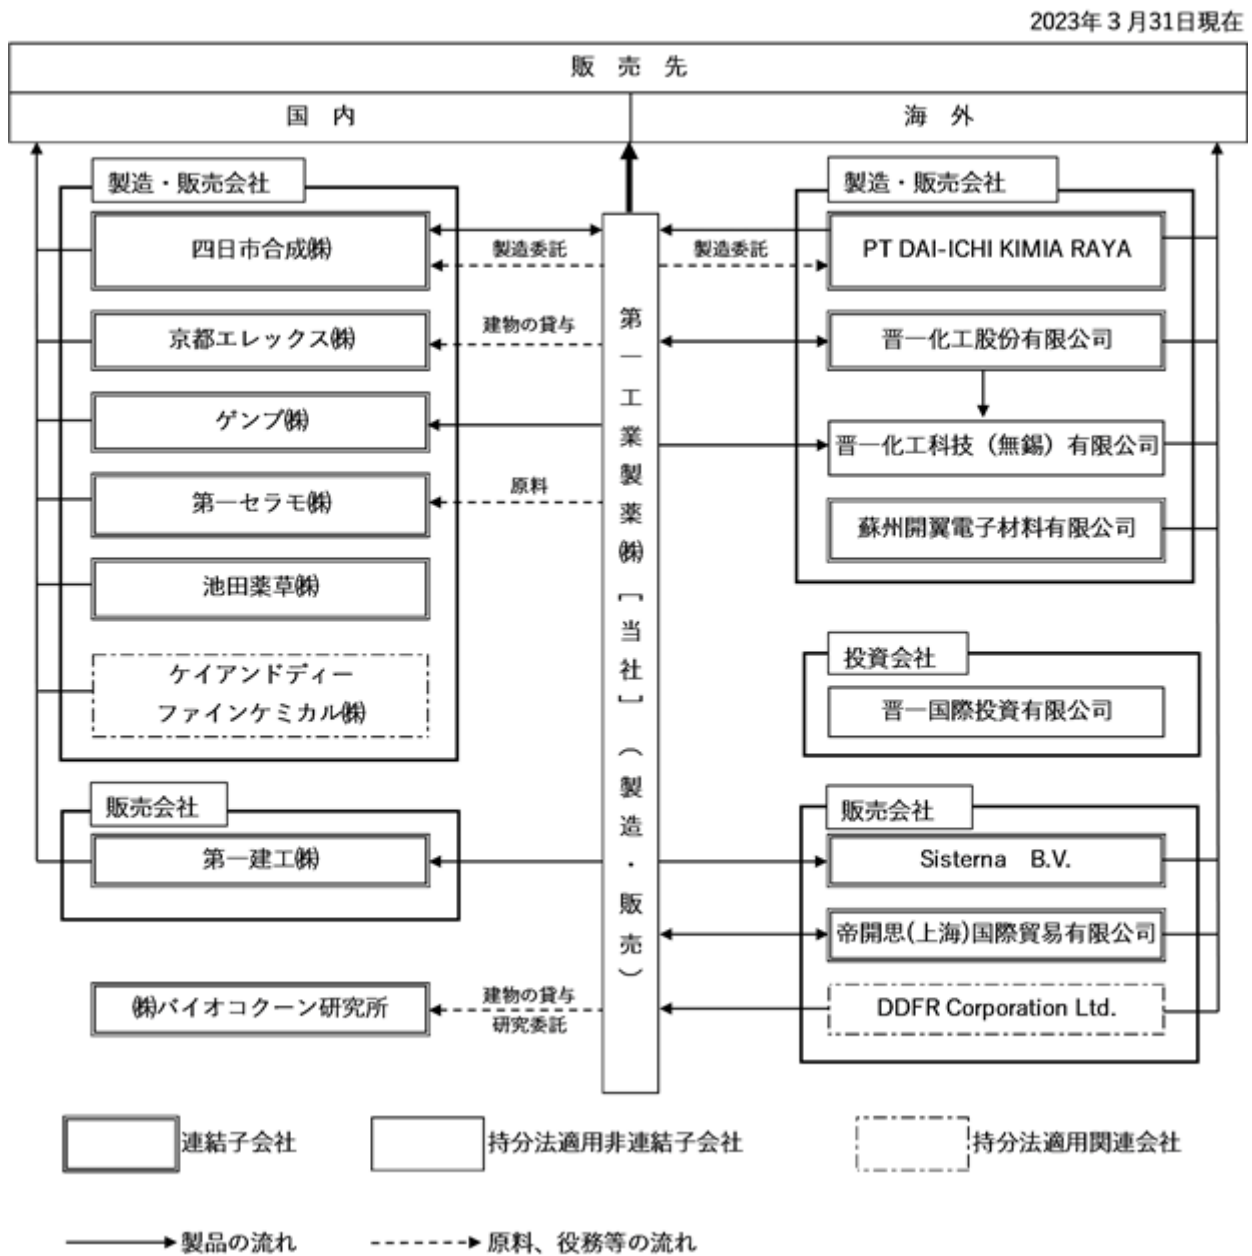 2023年３月31日現在
販　売　先
国　内
海　外
製造・販売会社
四日市合成㈱
京都エレックス㈱
ゲンブ㈱
第一セラモ㈱
池田薬草㈱
ケイアンドディー
ファインケミカル㈱
販売会社
第一建工㈱
㈱バイオコクーン研究所
製造委託
建物の貸与
原料
建物の貸与
研究委託
第一工業製薬㈱［当社］（製造・販売）
製造委託
製造・販売会社
PT DAI-ICHI KIMIA RAYA
晋一化工股份有限公司
晋一化工科技（無錫）有限公司
蘇州開翼電子材料有限公司
投資会社
晋一国際投資有限公司
販売会社
Sisterna　B.V.
帝開思(上海)国際貿易有限公司
DDFR Corporation Ltd.
連結子会社
持分法適用非連結子会社
持分法適用関連会社
製品の流れ
原料、役務等の流れ